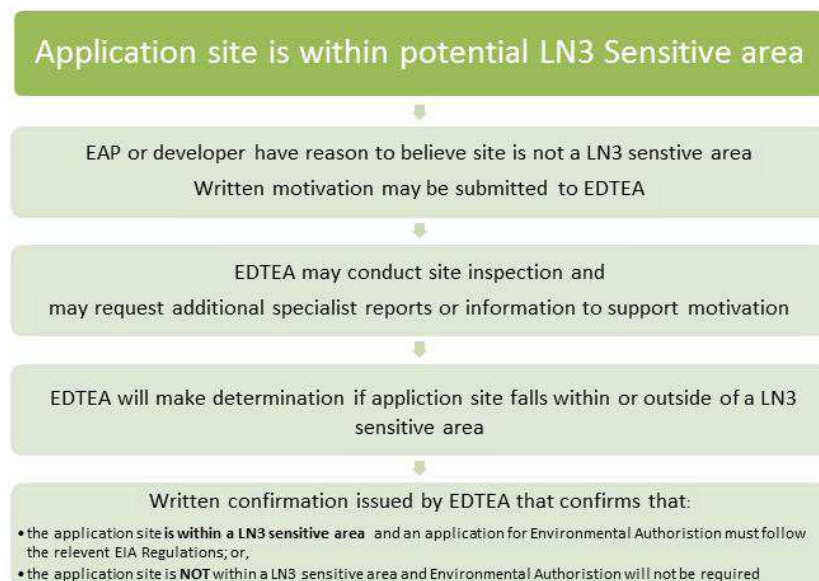 Application site is within potential LN3 Sensitive area
EAP or developer have reason to believe site is not a LN3 senstive area
Written motivation may be submitted to EDTEA
EDTEA may conduct site inspection and
may request additional specialist reports or information to support motivation
EDTEA will make determination if appliction site falls within or outside of a LN3
sensitive area
Written confirmation issued by EDTEA that confirms that:
• the application site is within a LN3 sensitive area and an application for Environmental Authoristion must follow
the relevent EIA Regulations; or,
• the application site is NOT within a LN3 sensitive area and Environmental Authoristion will not be required